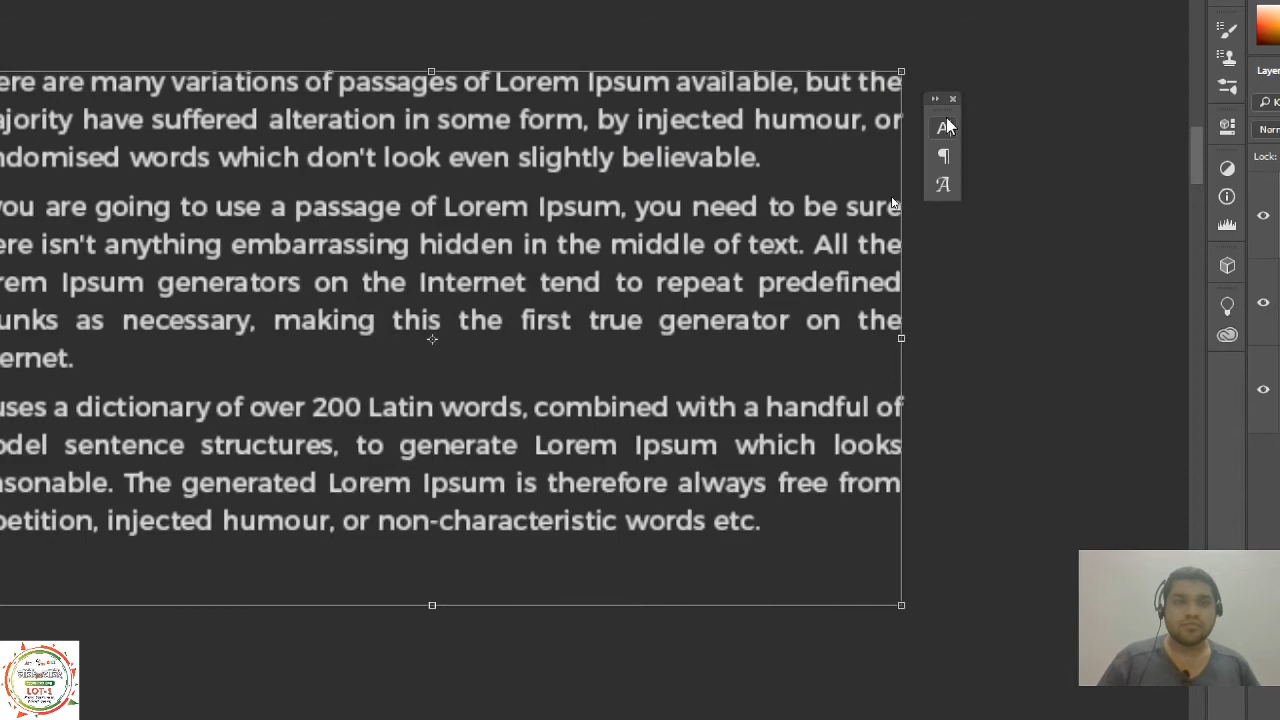 ere are many variations of passages of Lorem Ipsum available, but the
ajority have suffered alteration in some form, by injected humour, or
ndomised words which don't look even slightly believable.
you are going to use a passage of Lorem Ipsum, you need to be sure
ere isn't anything embarrassing hidden in the middle of text. All the
rem Ipsum generators on the Internet tend to repeat predefined
unks as necessary, making this the first true generator on the
ernet.
uses a dictionary of over 200 Latin words, combined with a handful of
odel sentence structures, to generate Lorem Ipsum which looks
asonable. The generated Lorem Ipsum is therefore always free from
petition, injected humour, or non-characteristic words etc.
Layer
Norr
Lock:
LOT-1